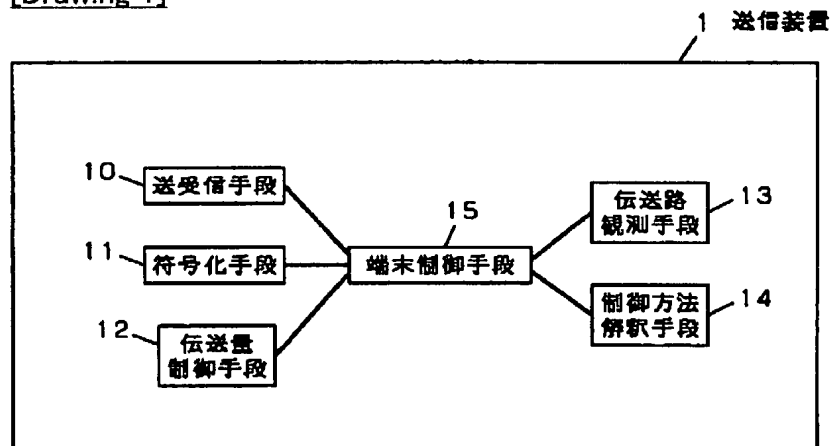 [Drawing 1]
1 送信装置
10 送受信手段
15
伝送路
観測手段 13
11 符号化手段
端末制御手段
制御方法
解釈手段 14
12 伝送量
制御手段